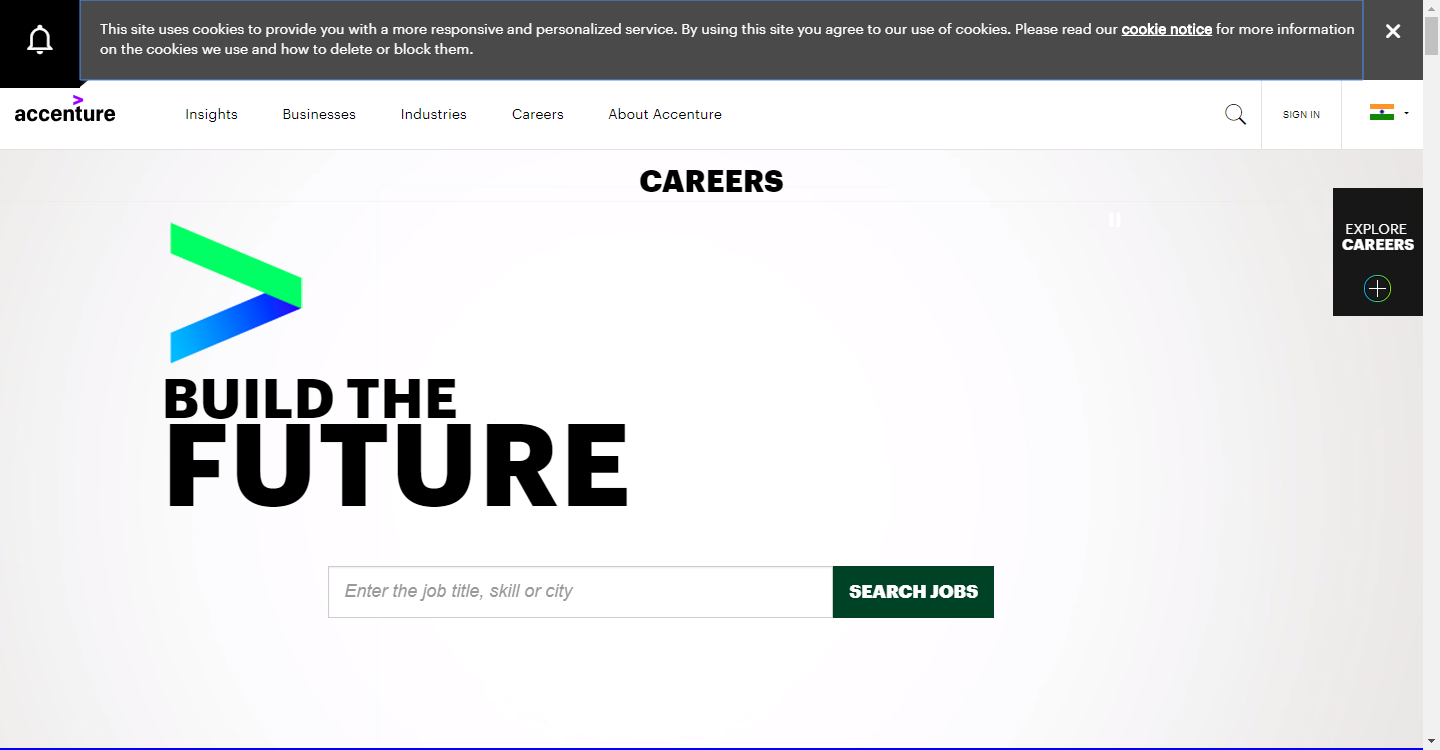 This site uses cookies to provide you with a more responsive and personalized service. By using this site you agree to our use of cookies. Please read our cookie notice for more information
on the cookies we use and how to delete or block them.
accenture
Insights
Businesses
Industries
Careers
About Accenture
SIGN IN
CAREERS
EXPLORE
CAREERS
BUILD THE
FUTURE
Enter the job title, skill or city
SEARCH JOBS